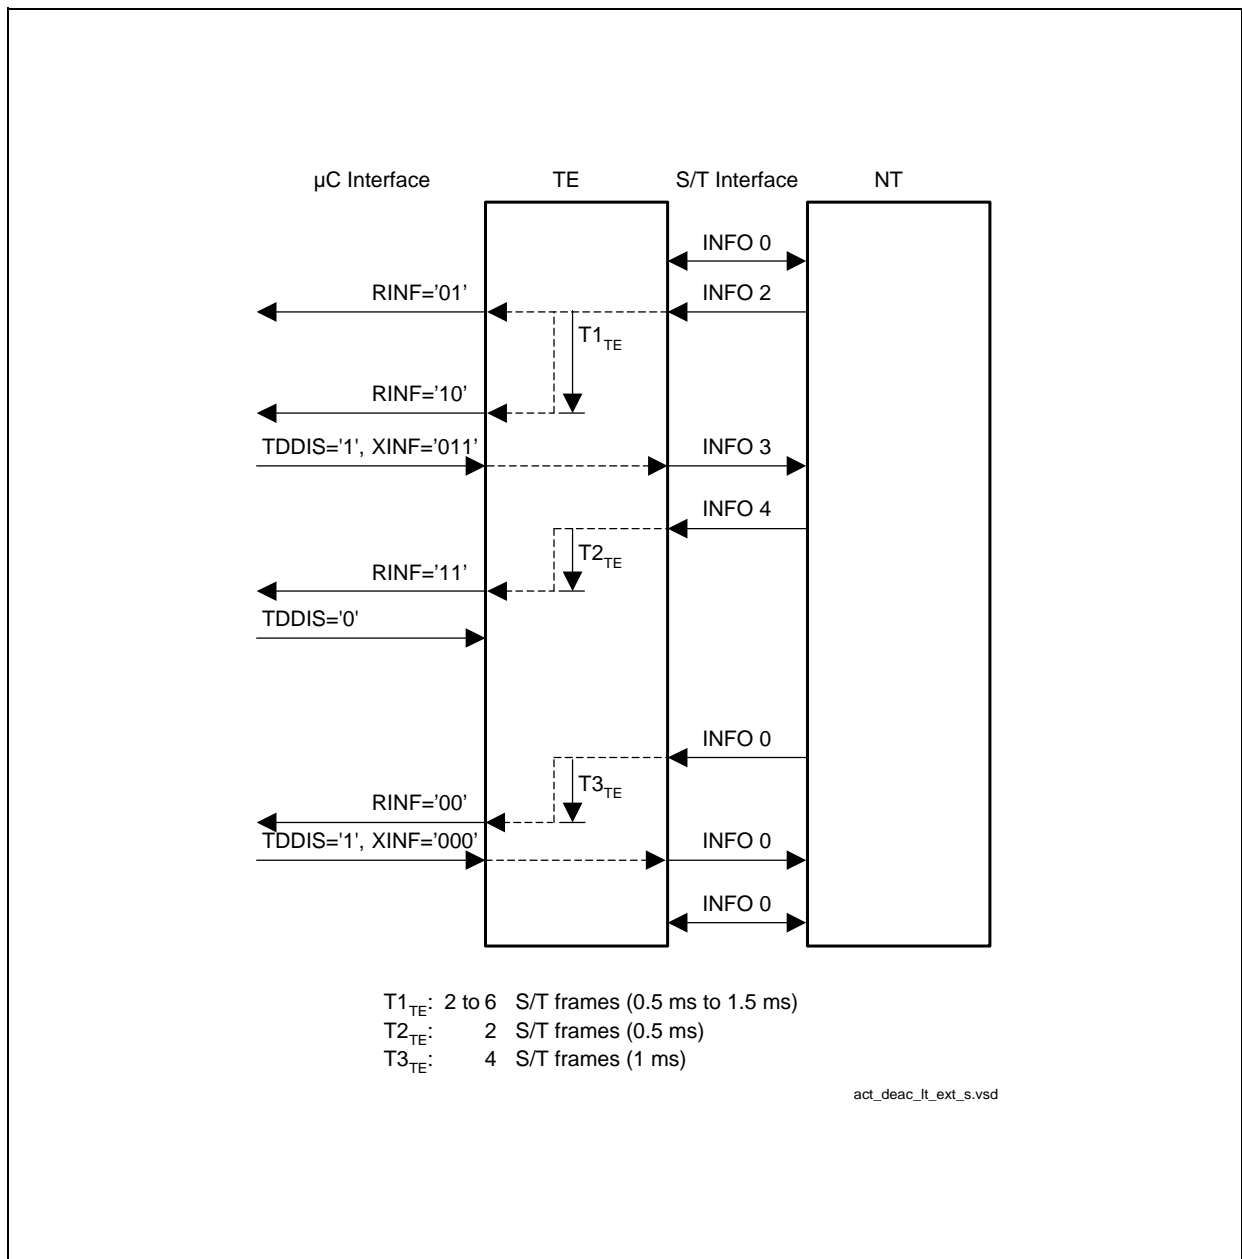 µC Interface TE S/T Interface NT
INFO 0
RINF='01' INFO 2
T1TE
RINF='10'
TDDIS='1', XINF='011' INFO 3
INFO 4
T2TE
RINF='11'
TDDIS='0'
INFO 0
T3TE
RINF='00'
TDDIS='1', XINF='000' INFO 0
INFO 0
T1TE: 2 to 6 S/T frames (0.5 ms to 1.5 ms)
T2TE: 2 S/T frames (0.5 ms)
T3TE: 4 S/T frames (1 ms)
act_deac_lt_ext_s.vsd